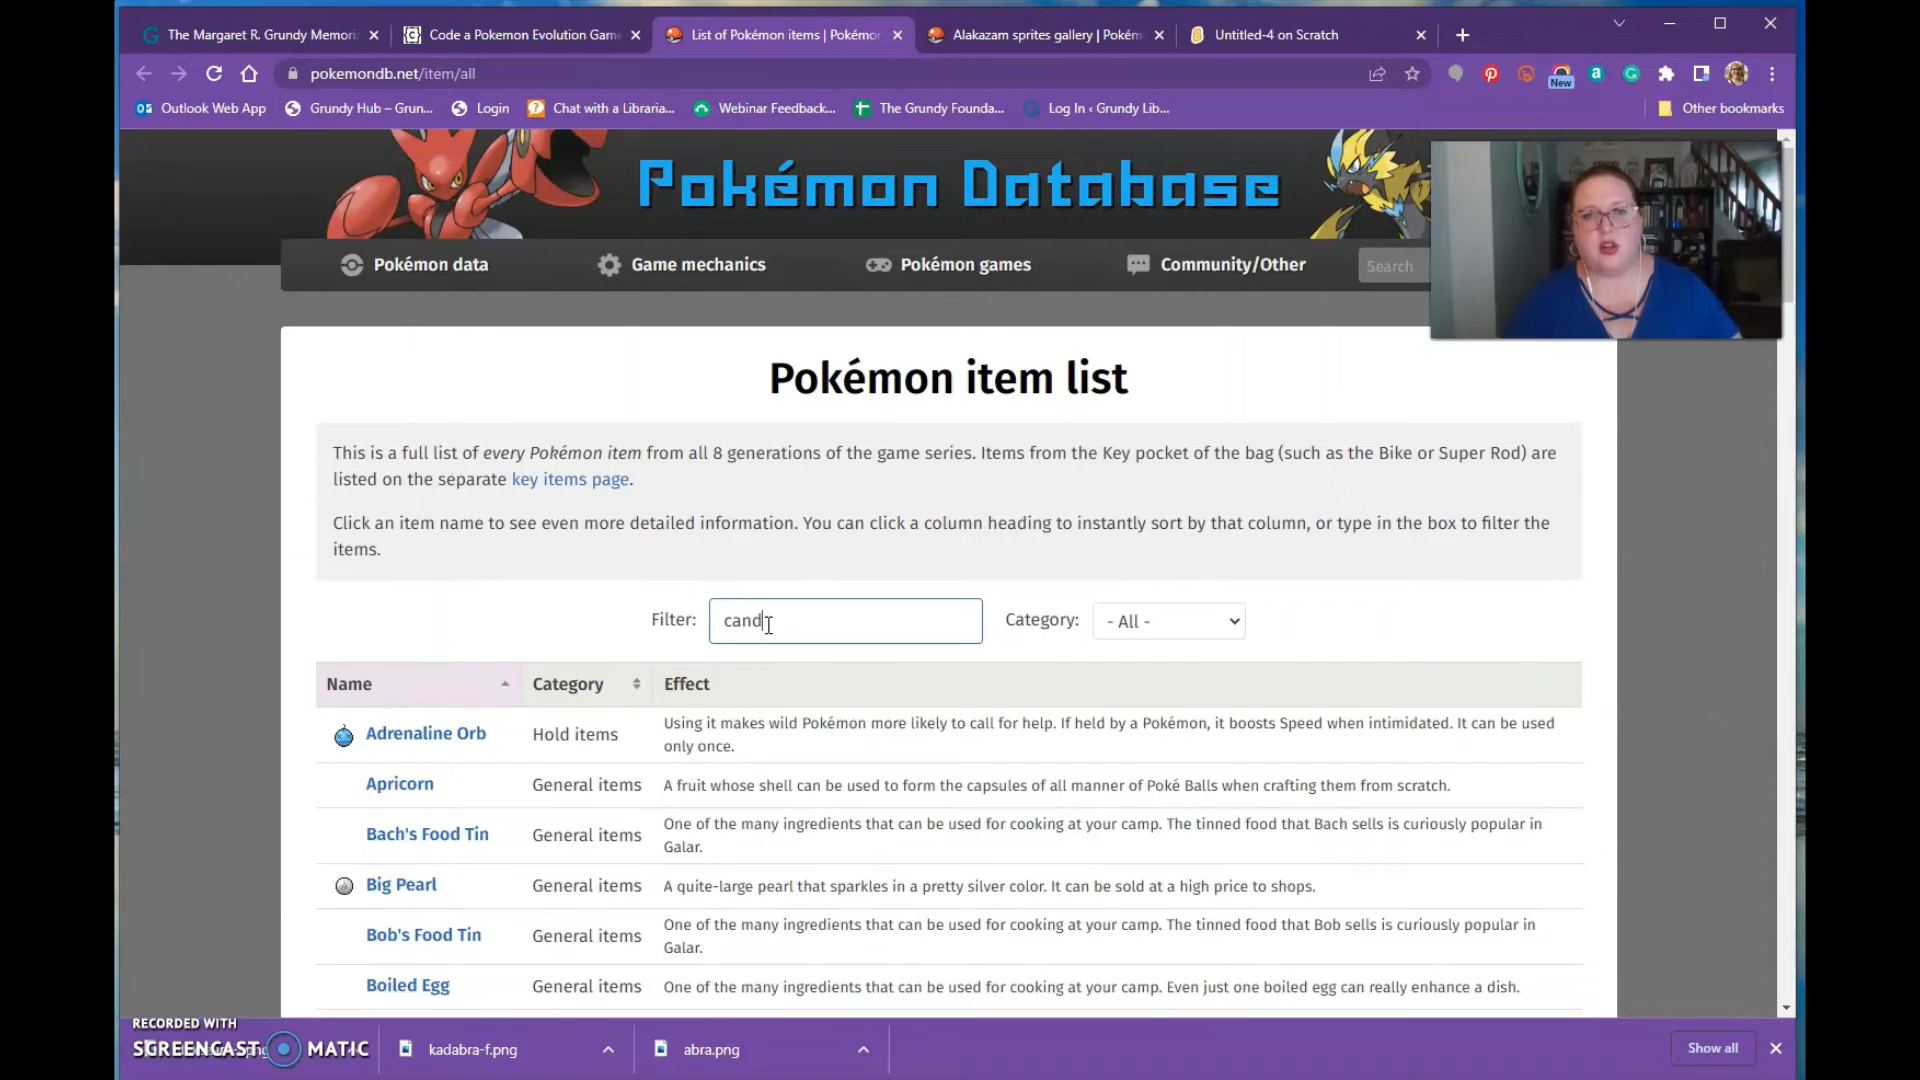 The Margaret R. Grundy Memori
Code a Pokemon Evolution Gam
List of Pokémon items | Pokémo
Alakazam sprites gallery | Pokém
Untitled-4 on Scratch
pokemondb.net/item/all
New
Outlook Web App
Grundy Hub – Grun...
Login
Chat with a Libraria...
Webinar Feedback...
The Grundy Founda...
Log In ‹ Grundy Lib...
Other bookmarks
Pokémon Database
Pokémon data
Game mechanics
Pokémon games
Community/Other
Search
Pokémon item list
This is a full list of every Pokémon item from all 8 generations of the game series. Items from the Key pocket of the bag (such as the Bike or Super Rod) are
listed on the separate key items page.
Click an item name to see even more detailed information. You can click a column heading to instantly sort by that column, or type in the box to filter the
items.
Filter: cand Category: - All -
Name Category Effect
Adrenaline Orb Hold items Using it makes wild Pokémon more likely to call for help. If held by a Pokémon, it boosts Speed when intimidated. It can be used
only once.
Apricorn General items A fruit whose shell can be used to form the capsules of all manner of Poké Balls when crafting them from scratch.
Bach's Food Tin General items One of the many ingredients that can be used for cooking at your camp. The tinned food that Bach sells is curiously popular in
Galar.
Big Pearl General items A quite-large pearl that sparkles in a pretty silver color. It can be sold at a high price to shops.
Bob's Food Tin General items One of the many ingredients that can be used for cooking at your camp. The tinned food that Bob sells is curiously popular in
Galar.
Boiled Egg General items One of the many ingredients that can be used for cooking at your camp. Even just one boiled egg can really enhance a dish.
RECORDED WITH
SCREENCAST MATIC
kadabra-f.png
abra.png
Show all